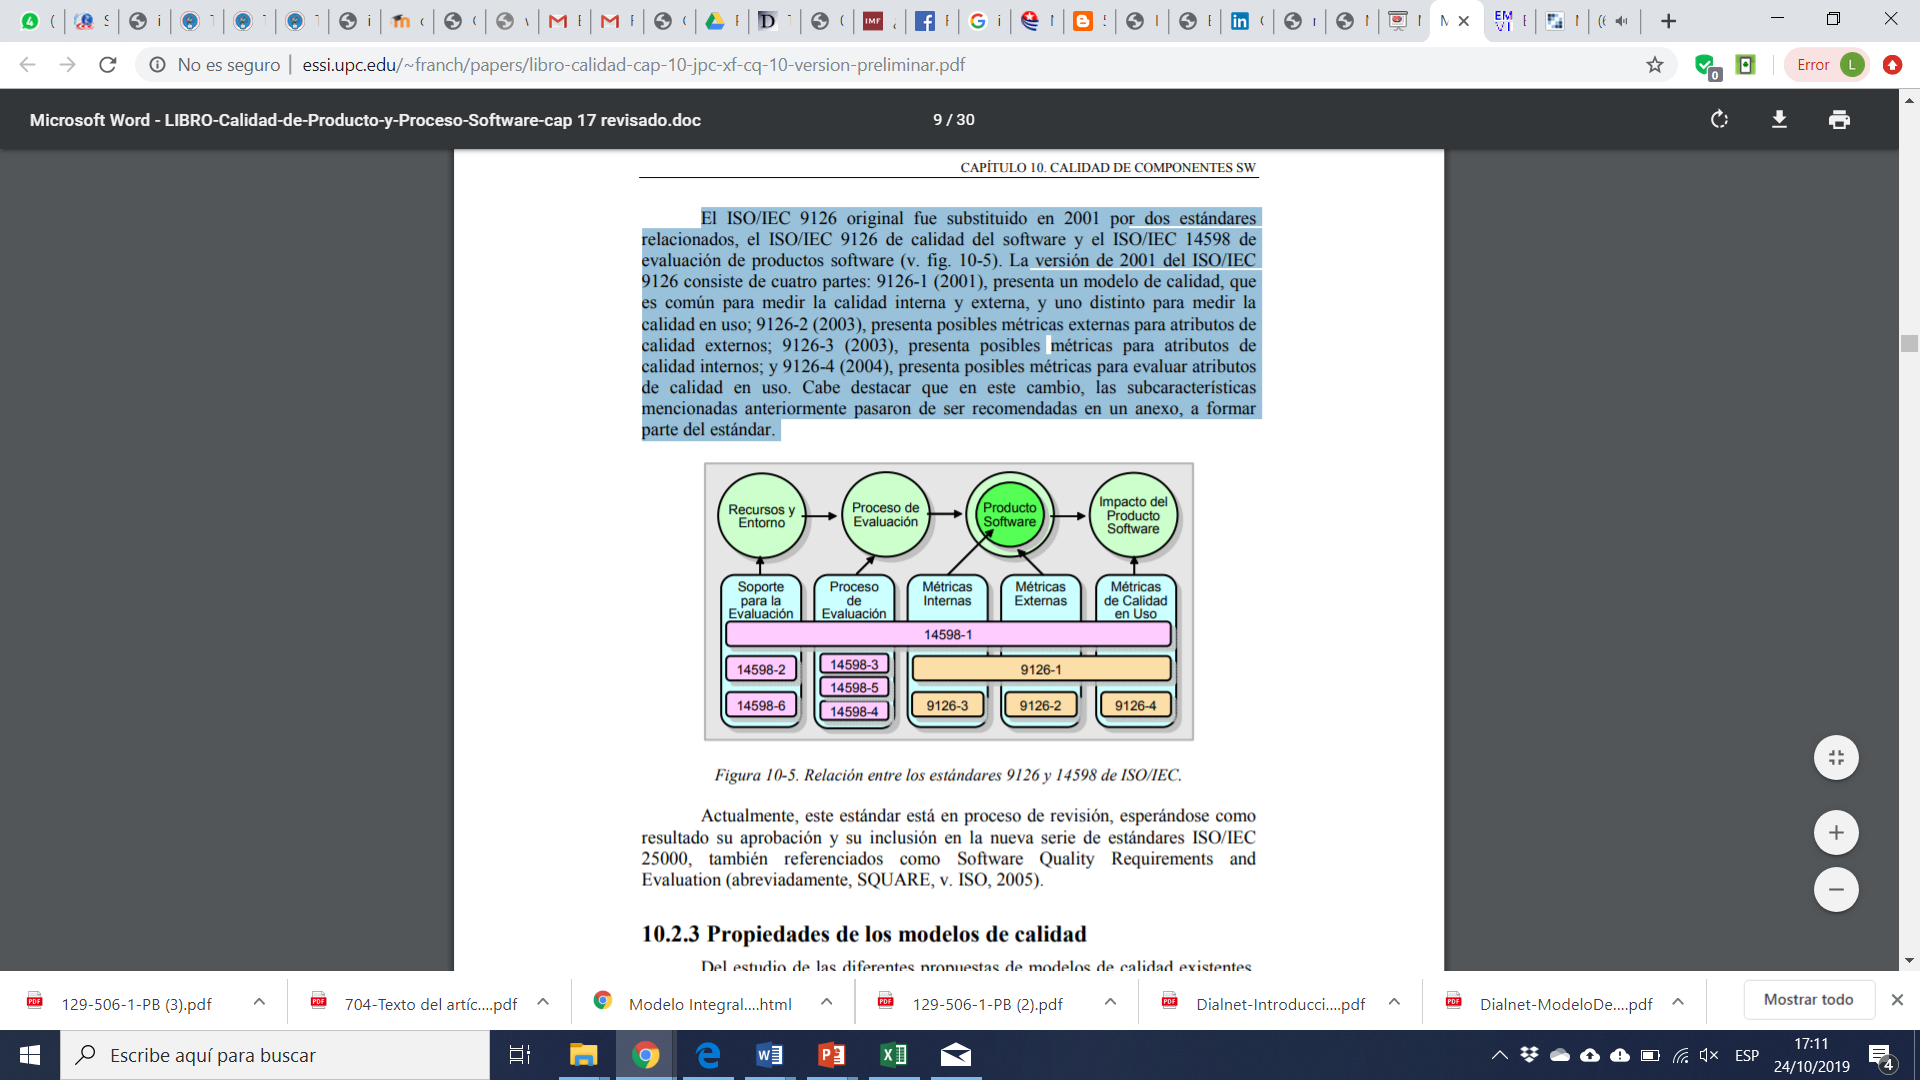 No es seguro | essi.upc.edu/~franch/papers/libro-calidad-cap-10-jpc-xf-cq-10-version-preliminar.pdf
0
Error L
Microsoft Word - LIBRO-Calidad-de-Producto-y-Proceso-Software-cap 17 revisado.doc
9 / 30
CAPÍTULO 10. CALIDAD DE COMPONENTES SW
El ISO/IEC 9126 original fue substituido en 2001 por dos estándares
relacionados, el ISO/IEC 9126 de calidad del software y el ISO/IEC 14598 de
evaluación de productos software (v. fig. 10-5). La versión de 2001 del ISO/IEC
9126 consiste de cuatro partes: 9126-1 (2001), presenta un modelo de calidad, que
es común para medir la calidad interna y externa, y uno distinto para medir la
calidad en uso; 9126-2 (2003), presenta posibles métricas externas para atributos de
calidad externos; 9126-3 (2003), presenta posibles métricas para atributos de
calidad internos; y 9126-4 (2004), presenta posibles métricas para evaluar atributos
de calidad en uso. Cabe destacar que en este cambio, las subcaracterísticas
mencionadas anteriormente pasaron de ser recomendadas en un anexo, a formar
parte del estándar.
Recursos y
Entorno
Proceso de
Evaluación
Producto
Software
Impacto del
Producto
Software
Soporte
para la
Evaluación
Proceso
de
Evaluación
Métricas
Internas
Métricas
Externas
Métricas
de Calidad
en Uso
14598-1
14598-2
14598-3
9126-1
14598-5
14598-6
14598-4
9126-3
9126-2
9126-4
Figura 10-5. Relación entre los estándares 9126 y 14598 de ISO/IEC.
Actualmente, este estándar está en proceso de revisión, esperándose como
resultado su aprobación y su inclusión en la nueva serie de estándares ISO/IEC
25000, también referenciados como Software Quality Requirements and
Evaluation (abreviadamente, SQUARE, v. ISO, 2005).
10.2.3 Propiedades de los modelos de calidad
Del estudio de las diferentes propuestas de modelos de calidad existentes,
129-506-1-PB (3).pdf
704-Texto del artíc....pdf
Modelo Integral....html
129-506-1-PB (2).pdf
Dialnet-Introducci....pdf
Dialnet-ModeloDe....pdf
Mostrar todo
Escribe aquí para buscar
ESP
17:11
24/10/2019
4